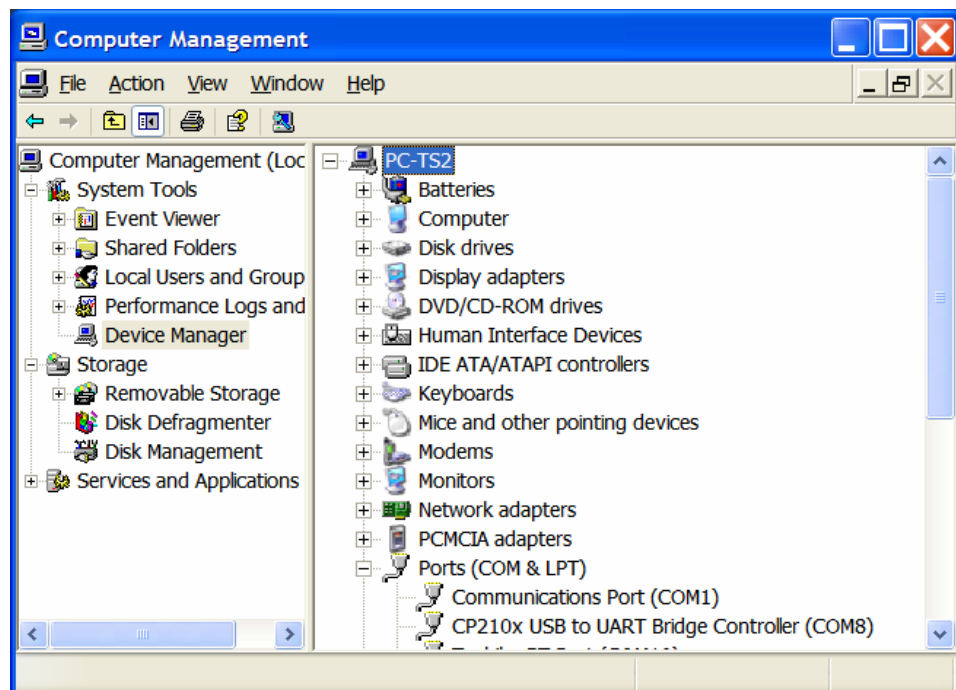 Computer Management
File Action View Window Help
Computer Management (Loc
System Tools
Event Viewer
Shared Folders
Local Users and Group
Performance Logs and
Device Manager
Storage
Removable Storage
Disk Defragmenter
Disk Management
Services and Applications
PC-TS2
Batteries
Computer
Disk drives
Display adapters
DVD/CD-ROM drives
Human Interface Devices
IDE ATA/ATAPI controllers
Keyboards
Mice and other pointing devices
Modems
Monitors
Network adapters
PCMCIA adapters
Ports (COM & LPT)
Communications Port (COM1)
CP210x USB to UART Bridge Controller (COM8)